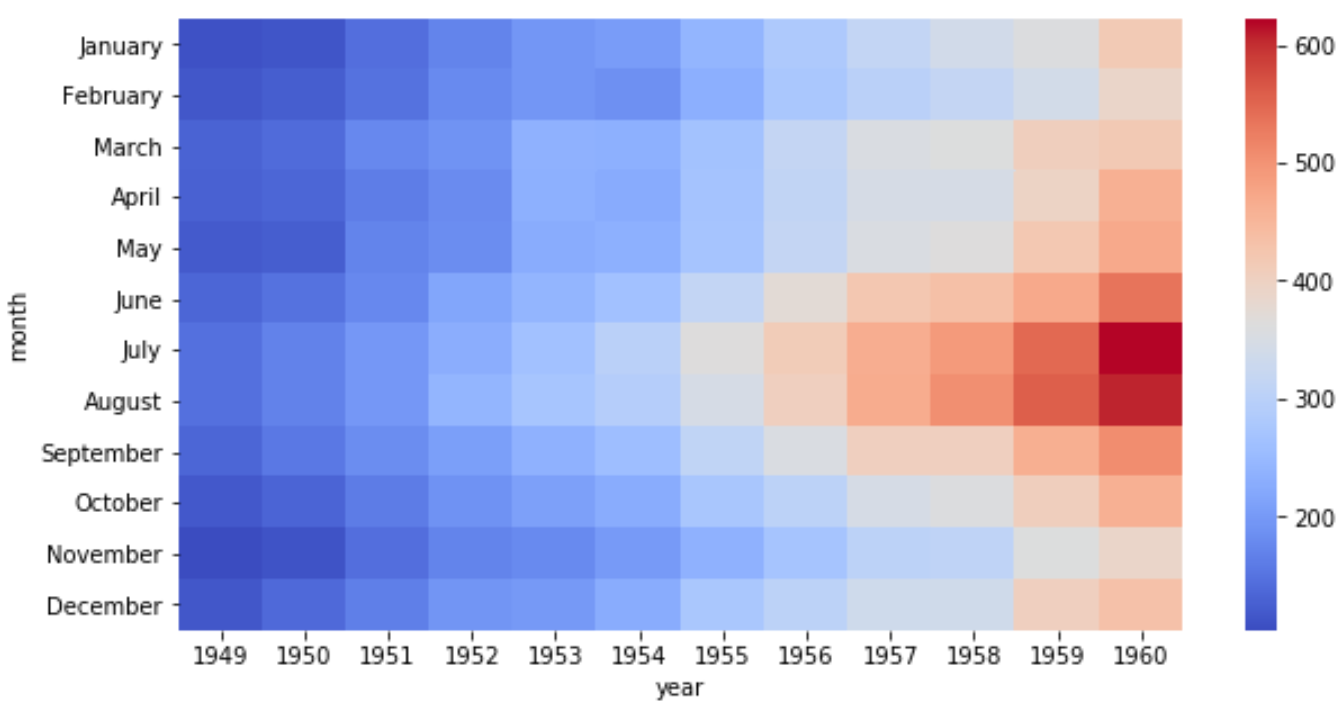 January
February
March
April
May
June
July
August
September
October
November
December
month
1949 1950 1951 1952 1953 1954 1955 1956 1957 1958 1959 1960
year
600
500
400
300
200